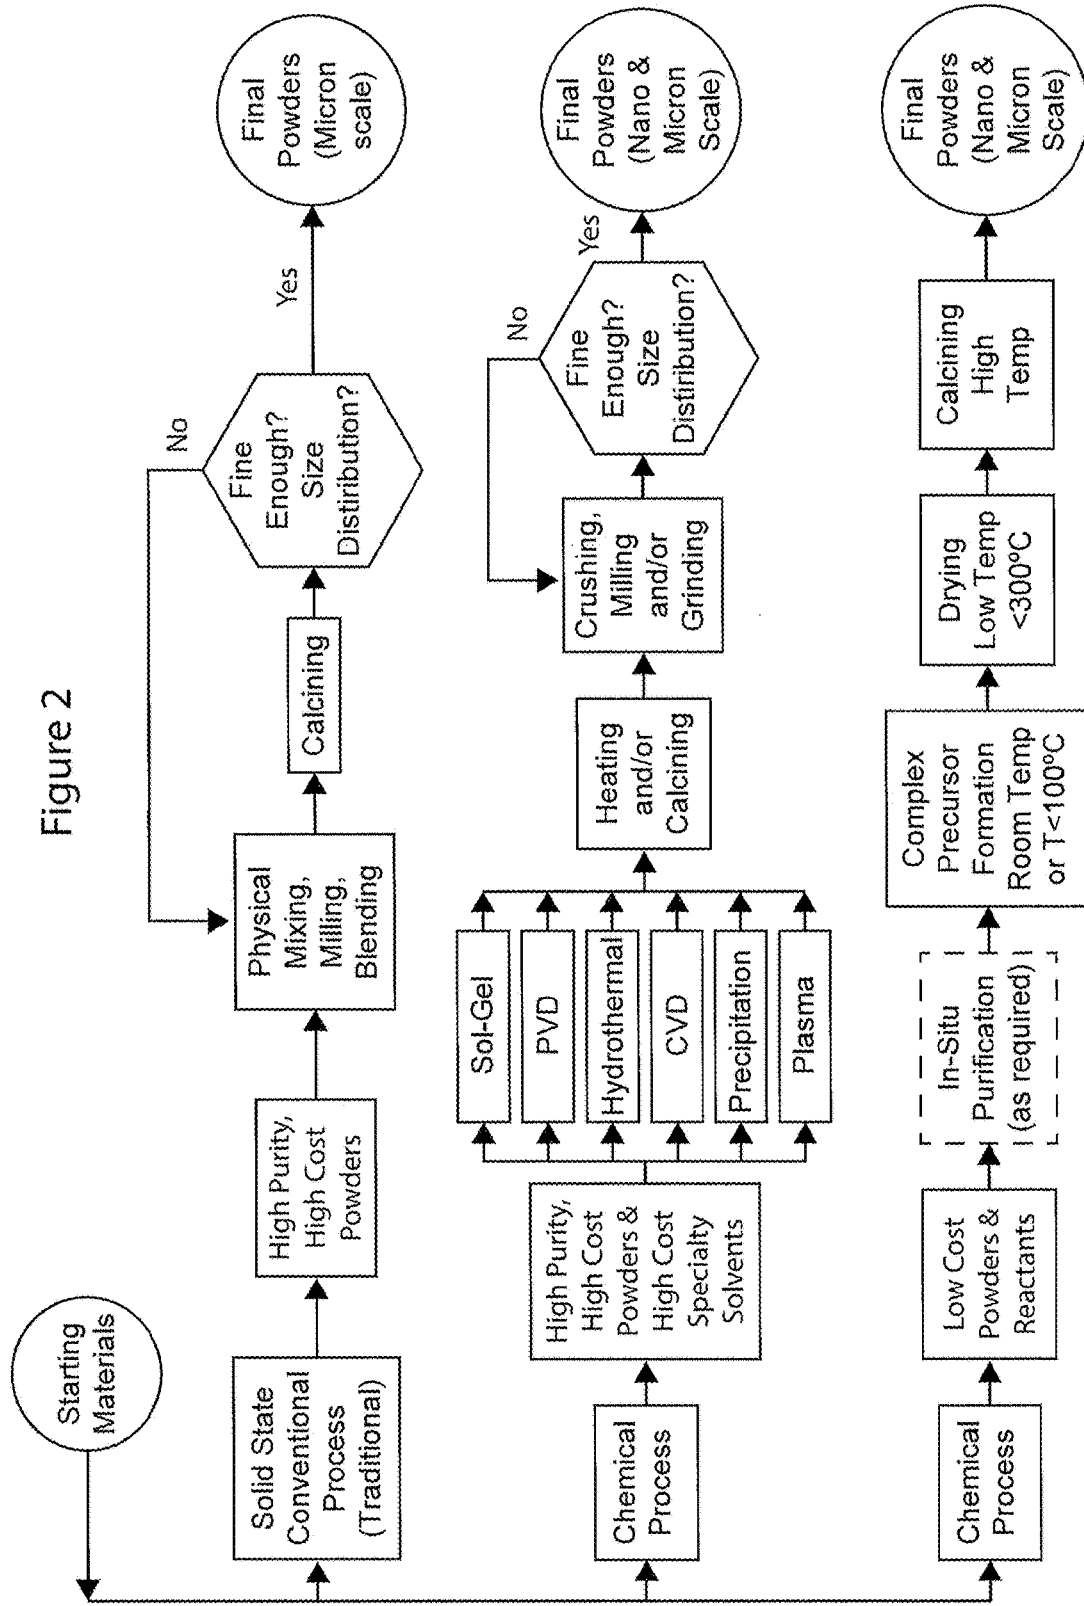 Figure 2
Starting
Materials
Solid State
Conventional
Process
(Traditional)
High Purity,
High Cost
Powders
Physical
Mixing,
Milling,
Blending
Calcining
Fine
Enough?
Size
Distiribution?
No
Yes
Final
Powders
(Micron
scale)
Chemical
Process
High Purity,
High Cost
Powders &
High Cost
Specialty
Solvents
Sol-Gel
PVD
Hydrothermal
CVD
Precipitation
Plasma
Heating
and/or
Calcining
Crushing,
Milling
and/or
Grinding
Fine
Enough?
Size
Distribution?
No
Yes
Final
Powders
(Nano &
Micron
Scale)
Chemical
Process
Low Cost
Powders &
Reactants
In-Situ
Purification
(as required)
Complex
Precursor
Formation
Room Temp
or T<100ºC
Drying
Low Temp
<300ºC
Calcining
High
Temp
Final
Powders
(Nano &
Micron
Scale)